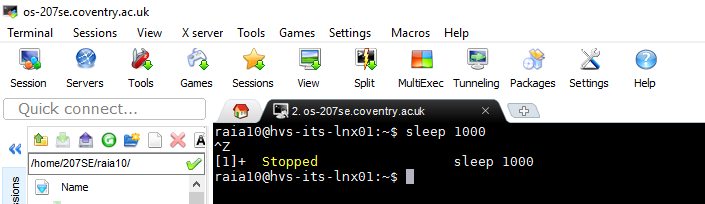 os-207se.coventry.ac.uk
Terminal Sessions View X server Tools Games Settings Macros Help
Session Servers Tools Games Sessions View Split MultiExec Tunneling Packages Settings Help
Quick connect...
2. os-207se.coventry.ac.uk
/home/207SE/raia10/
Name
raia10@hvs-its-lnx01:~$ sleep 1000
^Z
[1]+ Stopped sleep 1000
raia10@hvs-its-lnx01:~$